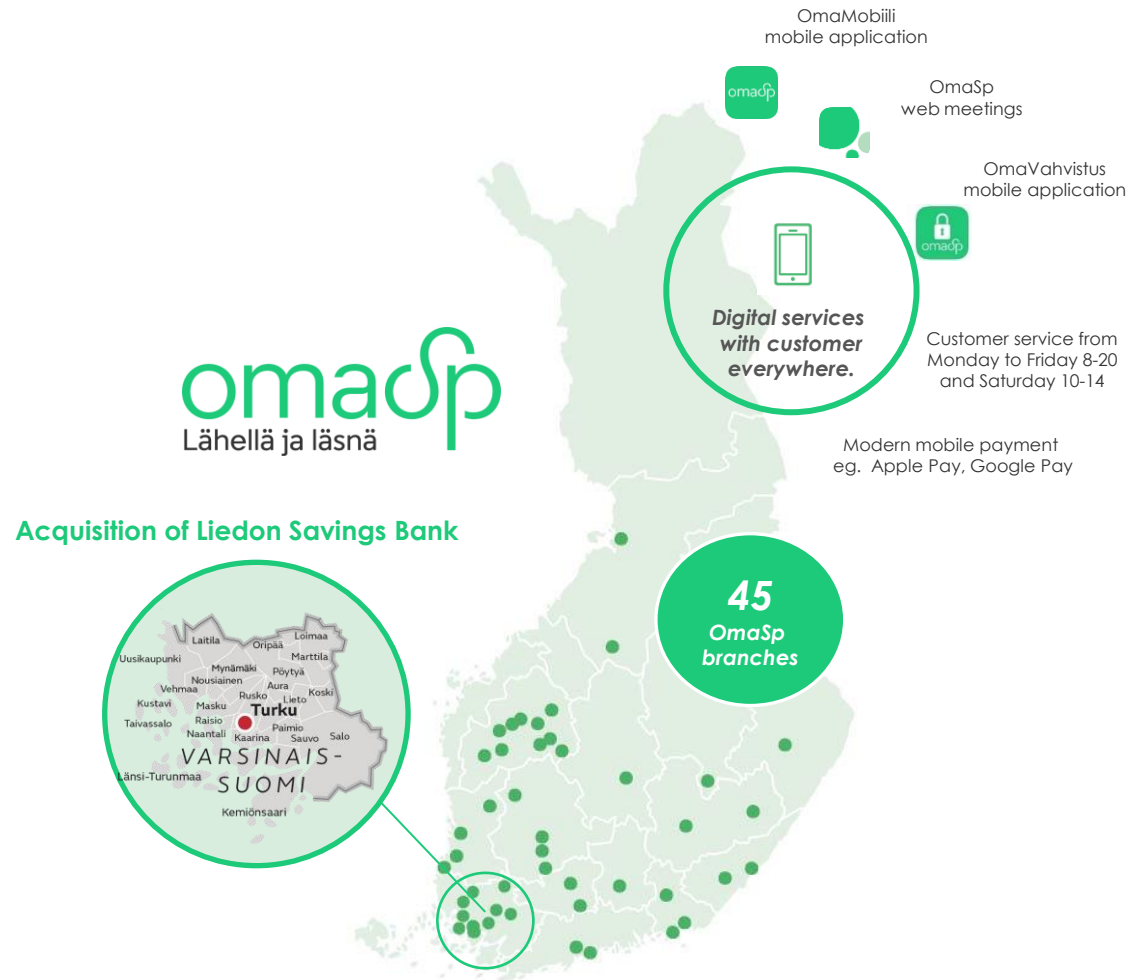 OmaMobiili
mobile application
omaSp
OmaSp
web meetings
OmaVahvistus
mobile application
omaSp
Digital services
with customer
everywhere.
Customer service from
Monday to Friday 8-20
and Saturday 10-14
Modern mobile payment
eg. Apple Pay, Google Pay
omaSp
Lähellä ja läsnä
Acquisition of Liedon Savings Bank
45
OmaSp
branches
Laitila
Oripää
Loimaa
Uusikaupunki
Mynämäki
Marttila
Pöytyä
Nousiainen
Vehmaa
Aura
Rusko
Lieto
Koski
Kustavi
Masku
Turku
Taivassalo
Raisio
Naantali
Kaarina
Paimio
Sauvo
Salo
VARSINAIS-
SUOMI
Länsi-Turunmaa
Kemiönsaari